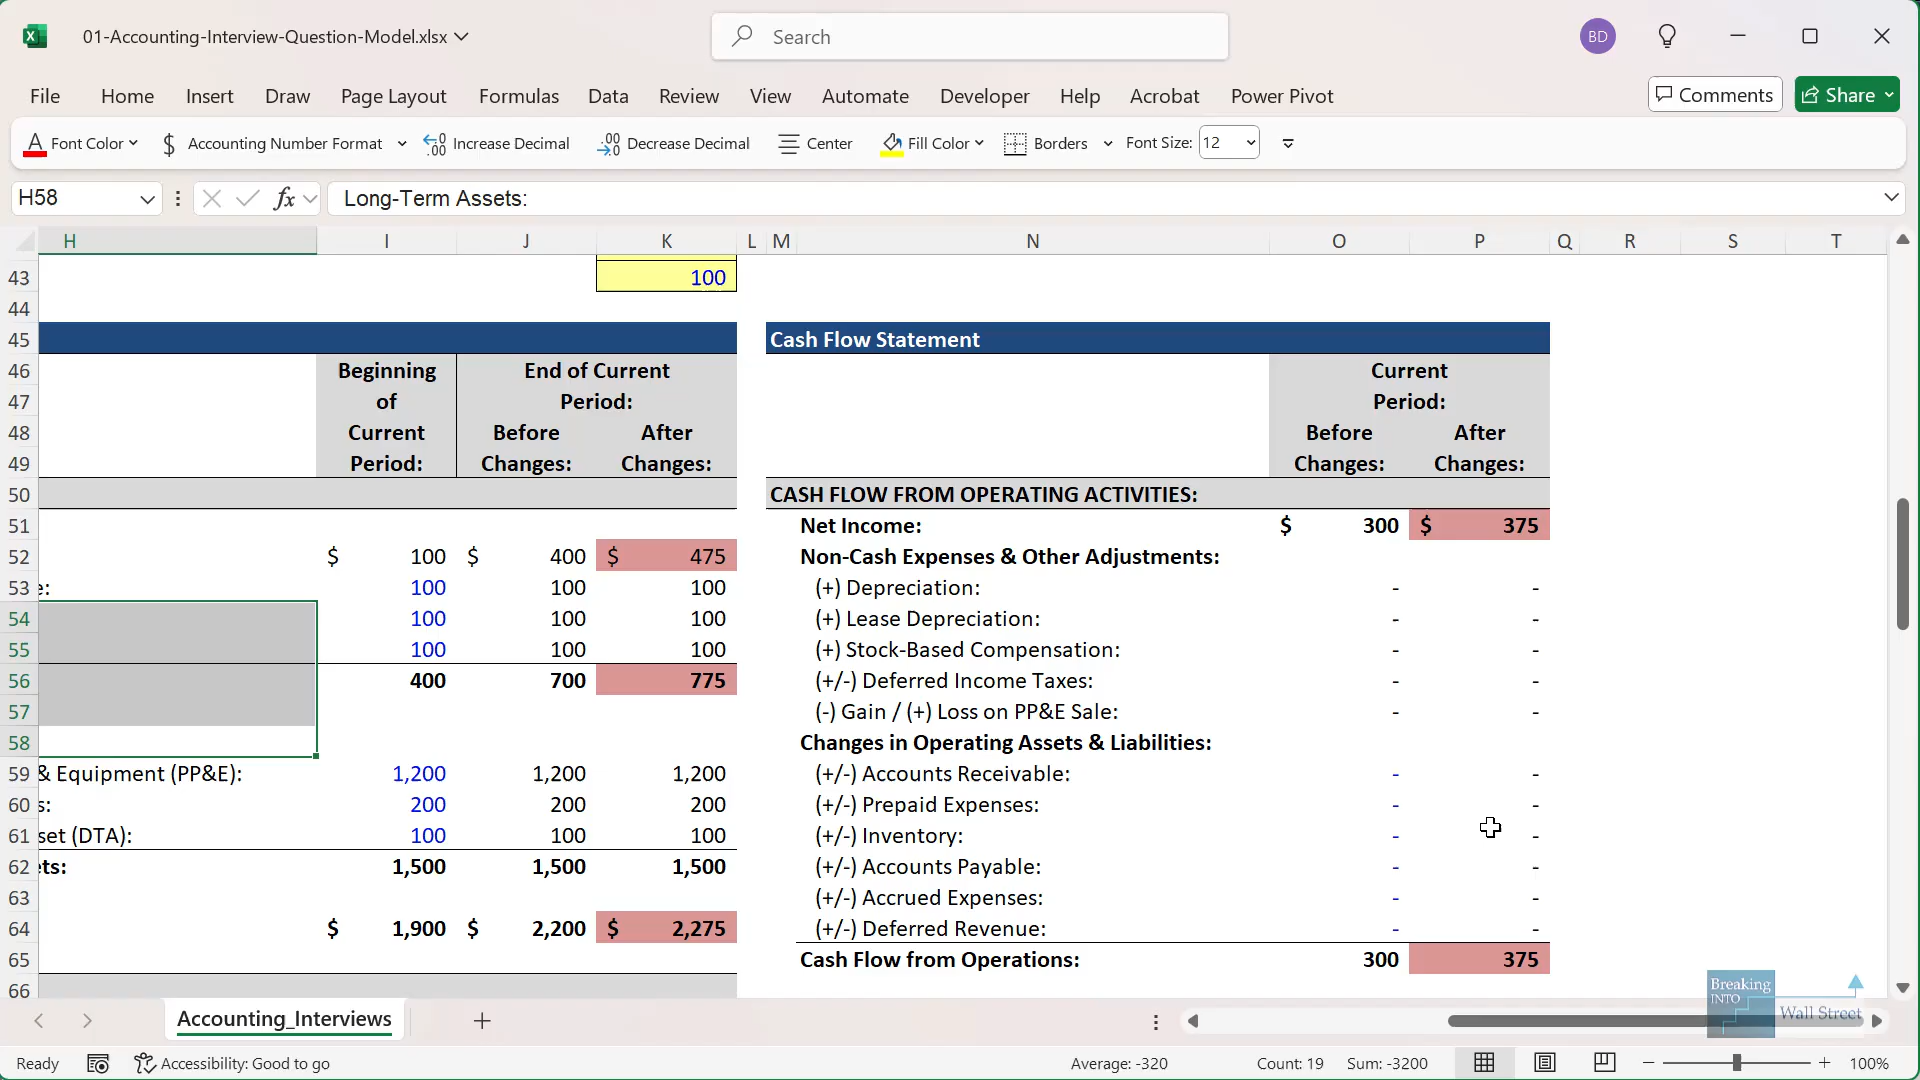 01-Accounting-Interview-Question-Model.xlsx
Search
BD
File Home Insert Draw Page Layout Formulas Data Review View Automate Developer Help Acrobat Power Pivot Comments Share
Font Color $ Accounting Number Format Increase Decimal Decrease Decimal Center Fill Color Borders Font Size: 12
H58 fx Long-Term Assets:
H I J K L M N O P Q R S T
43 100
44
45 Cash Flow Statement
46 Beginning End of Current Current
47 of Period: Period:
48 Current Before After Before After
49 Period: Changes: Changes: Changes: Changes:
50 CASH FLOW FROM OPERATING ACTIVITIES:
51 Net Income: $ 300 $ 375
52 $ 100 $ 400 $ 475 Non-Cash Expenses & Other Adjustments:
53 e: 100 100 100 (+) Depreciation: - -
54 100 100 100 (+) Lease Depreciation: - -
55 100 100 100 (+) Stock-Based Compensation: - -
56 400 700 775 (+/-) Deferred Income Taxes: - -
57 (-) Gain / (+) Loss on PP&E Sale: - -
58 Changes in Operating Assets & Liabilities:
59 & Equipment (PP&E): 1,200 1,200 1,200 (+/-) Accounts Receivable: - -
60 s: 200 200 200 (+/-) Prepaid Expenses: - -
61 set (DTA): 100 100 100 (+/-) Inventory: - -
62 ets: 1,500 1,500 1,500 (+/-) Accounts Payable: - -
63 (+/-) Accrued Expenses: - -
64 $ 1,900 $ 2,200 $ 2,275 (+/-) Deferred Revenue: - -
65 Cash Flow from Operations: 300 375
66
Breaking
INTO
Wall Street
Accounting_Interviews
Ready Accessibility: Good to go Average: -320 Count: 19 Sum: -3200 100%